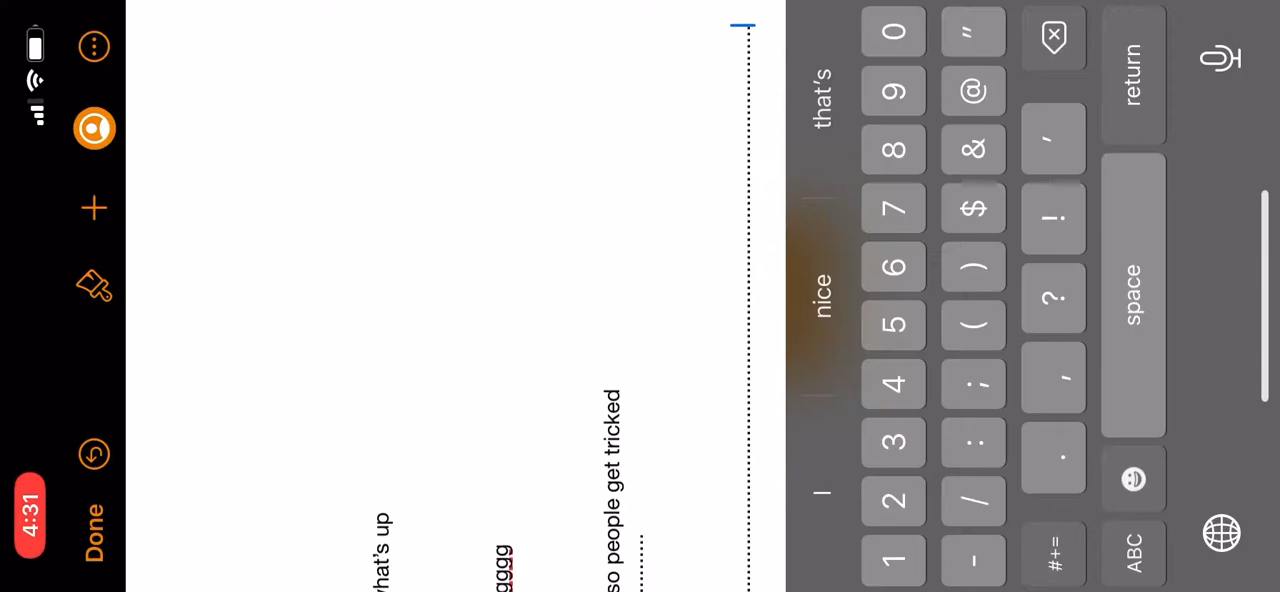 4:31
Done
what's up
gggg
so people get tricked
I nice that's
1 2 3 4 5 6 7 8 9 0
- / : ; ( ) $ & @ "
#+= . , ? ! '
ABC space return